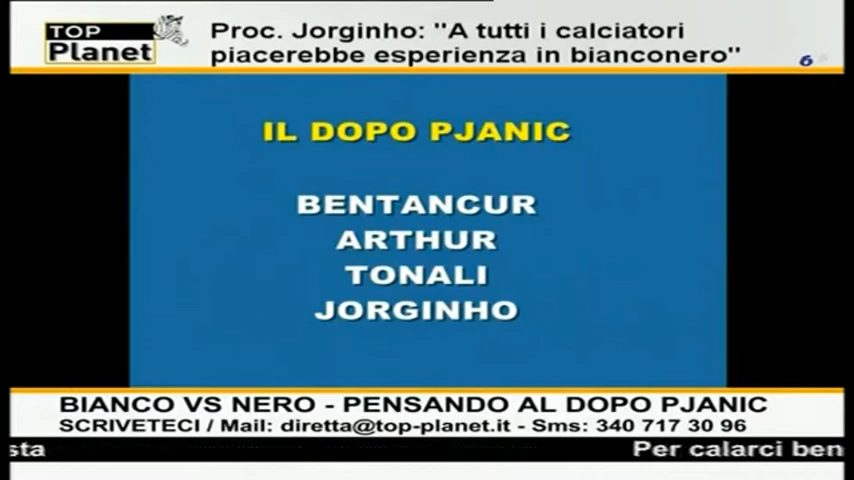 TOP
Planet
Proc. Jorginho: "A tutti i calciatori
piacerebbe esperienza in bianconero"
6
IL DOPO PJANIC
BENTANCUR
ARTHUR
TONALI
JORGINHO
BIANCO VS NERO - PENSANDO AL DOPO PJANIC
SCRIVETECI / Mail: diretta@top-planet.it - Sms: 340 717 30 96
sta
Per calarci ben